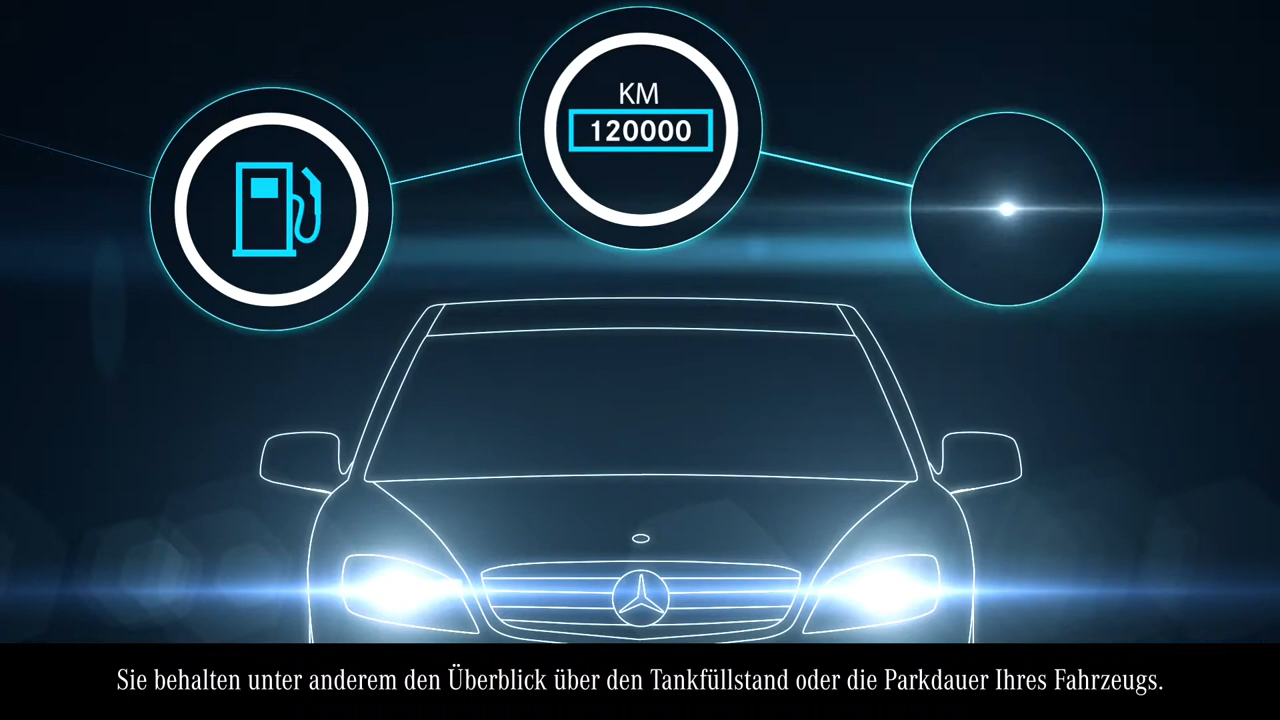 KM
120000
Sie behalten unter anderem den Überblick über den Tankfüllstand oder die Parkdauer Ihres Fahrzeugs.